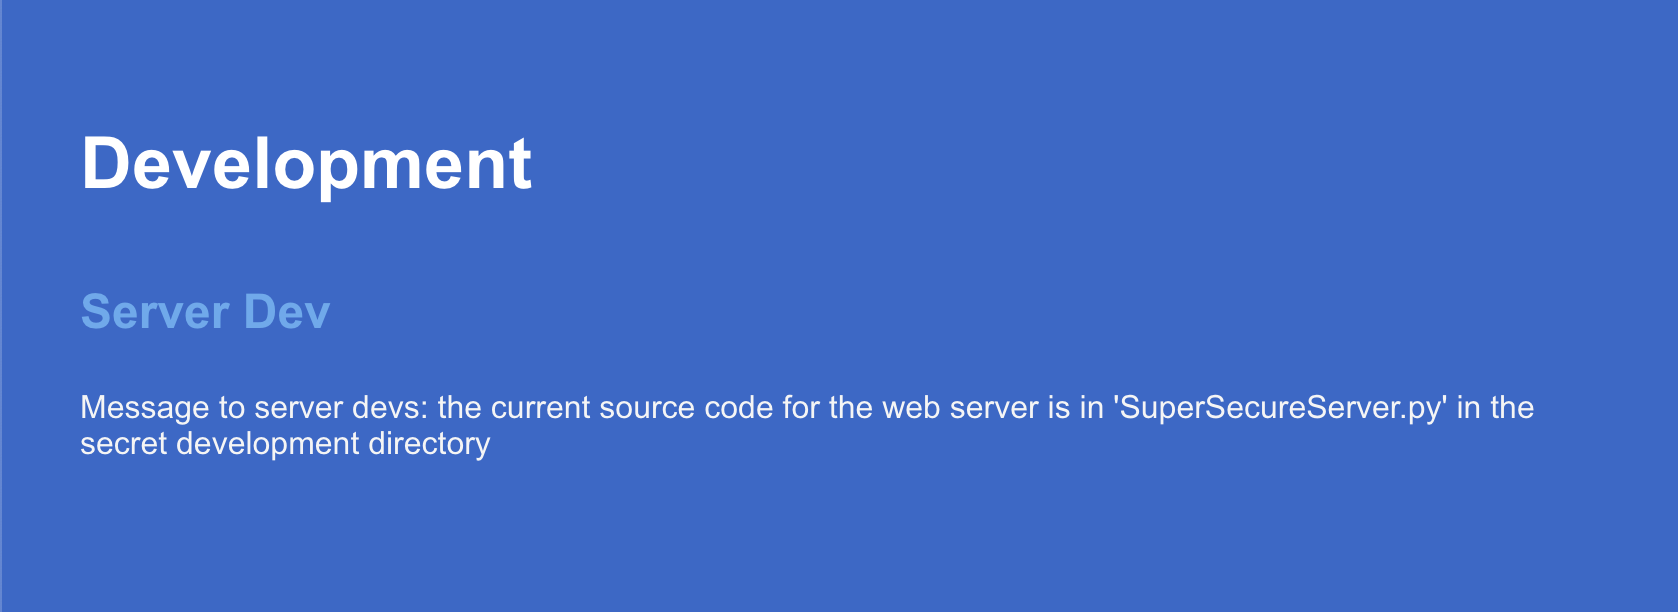 Development
Server Dev
Message to server devs: the current source code for the web server is in 'SuperSecureServer.py' in the
secret development directory